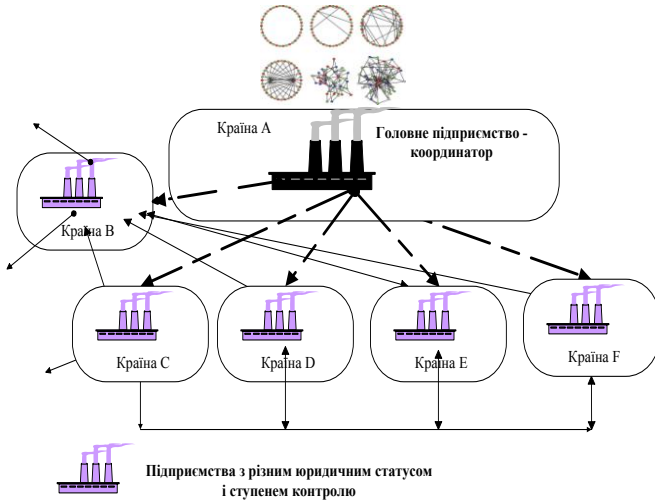 Країна А
Головне підприємство -
координатор
Країна В
Країна С
Країна D
Країна Е
Країна F
Підприємства з різним юридичним статусом
і ступенем контролю